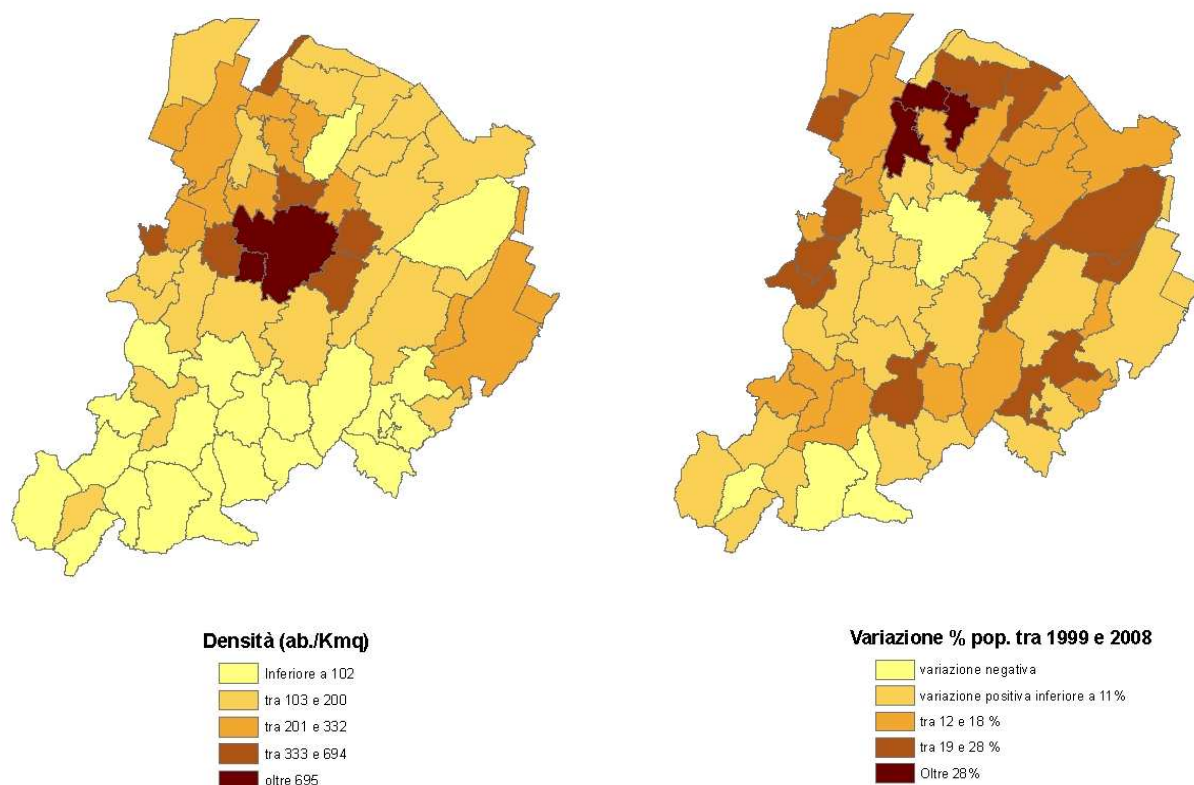 Densità (ab./Kmq)
Inferiore a 102
tra 103 e 200
tra 201 e 332
tra 333 e 694
oltre 695
Variazione % pop. tra 1999 e 2008
variazione negativa
variazione positiva inferiore a 11%
tra 12 e 18 %
tra 19 e 28 %
Oltre 28%